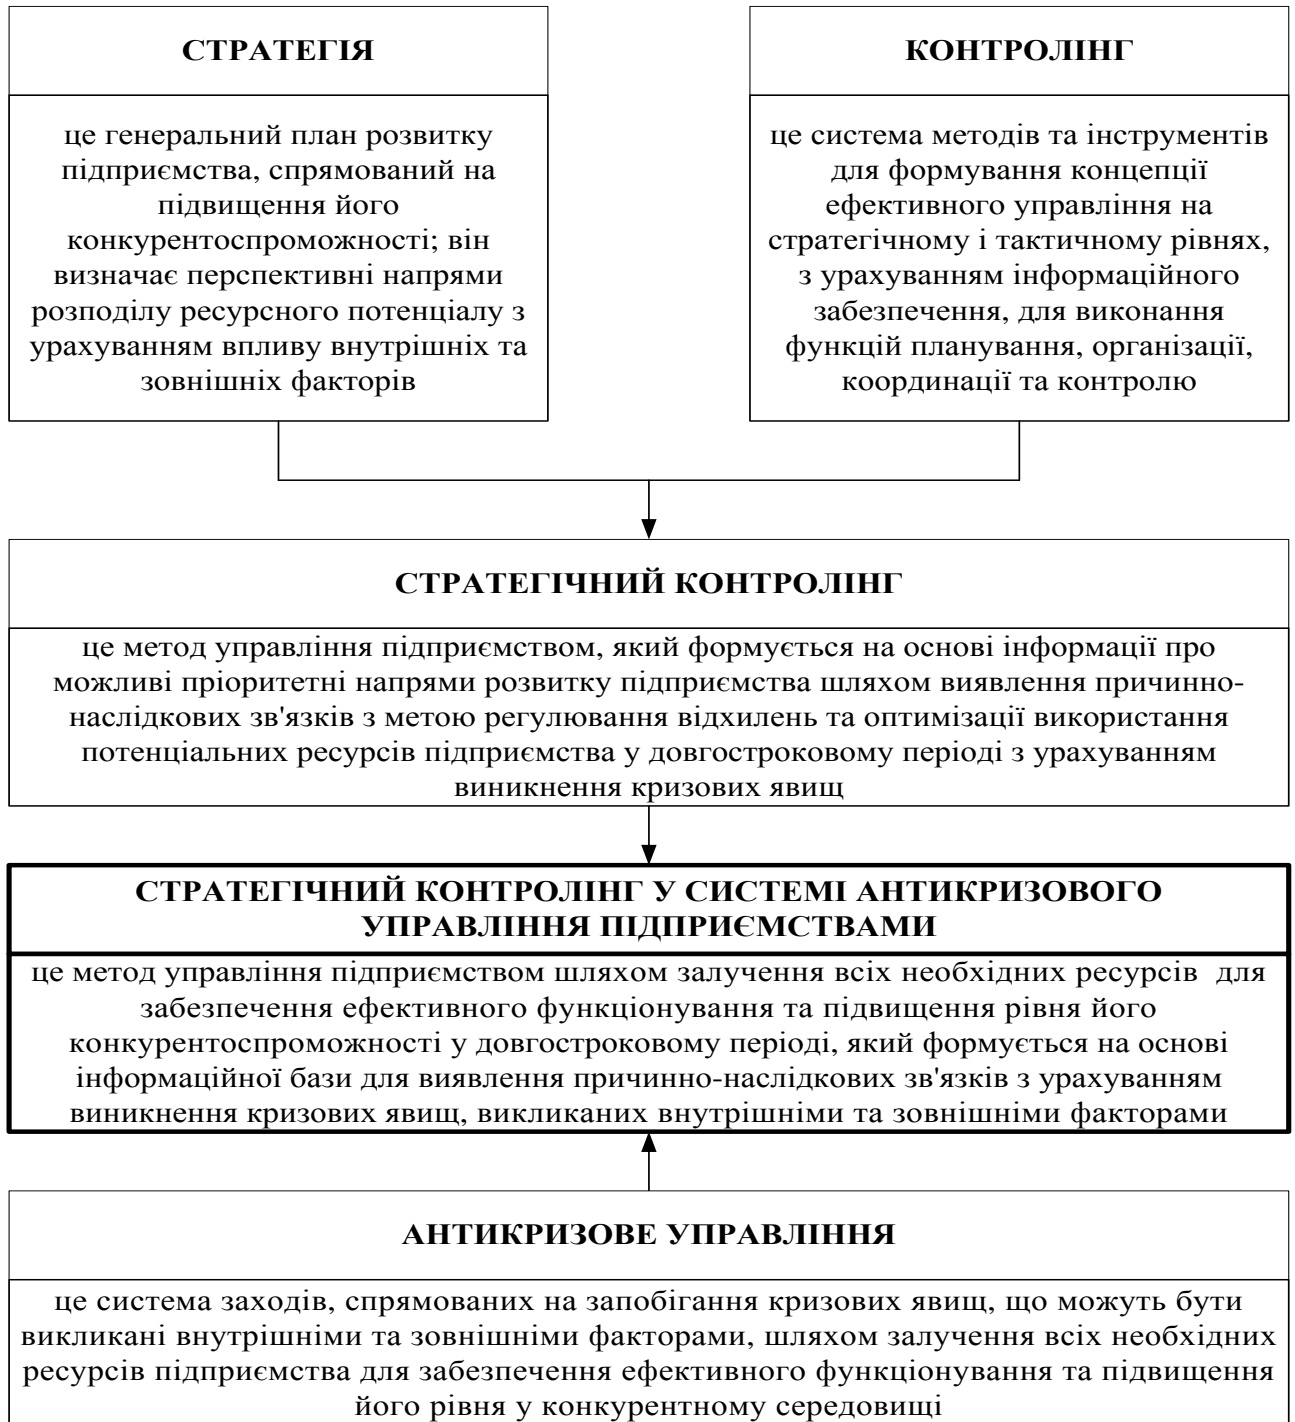 СТРАТЕГІЯ
це генеральний план розвитку
підприємства, спрямований на
підвищення його
конкурентоспроможності; він
визначає перспективні напрями
розподілу ресурсного потенціалу з
урахуванням впливу внутрішніх та
зовнішніх факторів
КОНТРОЛІНГ
це система методів та інструментів
для формування концепції
ефективного управління на
стратегічному і тактичному рівнях,
з урахуванням інформаційного
забезпечення, для виконання
функцій планування, організації,
координації та контролю
СТРАТЕГІЧНИЙ КОНТРОЛІНГ
це метод управління підприємством, який формується на основі інформації про
можливі пріоритетні напрями розвитку підприємства шляхом виявлення причинно-
наслідкових зв'язків з метою регулювання відхилень та оптимізації використання
потенціальних ресурсів підприємства у довгостроковому періоді з урахуванням
виникнення кризових явищ
СТРАТЕГІЧНИЙ КОНТРОЛІНГ У СИСТЕМІ АНТИКРИЗОВОГО
УПРАВЛІННЯ ПІДПРИЄМСТВАМИ
це метод управління підприємством шляхом залучення всіх необхідних ресурсів для
забезпечення ефективного функціонування та підвищення рівня його
конкурентоспроможності у довгостроковому періоді, який формується на основі
інформаційної бази для виявлення причинно-наслідкових зв'язків з урахуванням
виникнення кризових явищ, викликаних внутрішніми та зовнішніми факторами
АНТИКРИЗОВЕ УПРАВЛІННЯ
це система заходів, спрямованих на запобігання кризових явищ, що можуть бути
викликані внутрішніми та зовнішніми факторами, шляхом залучення всіх необхідних
ресурсів підприємства для забезпечення ефективного функціонування та підвищення
його рівня у конкурентному середовищі